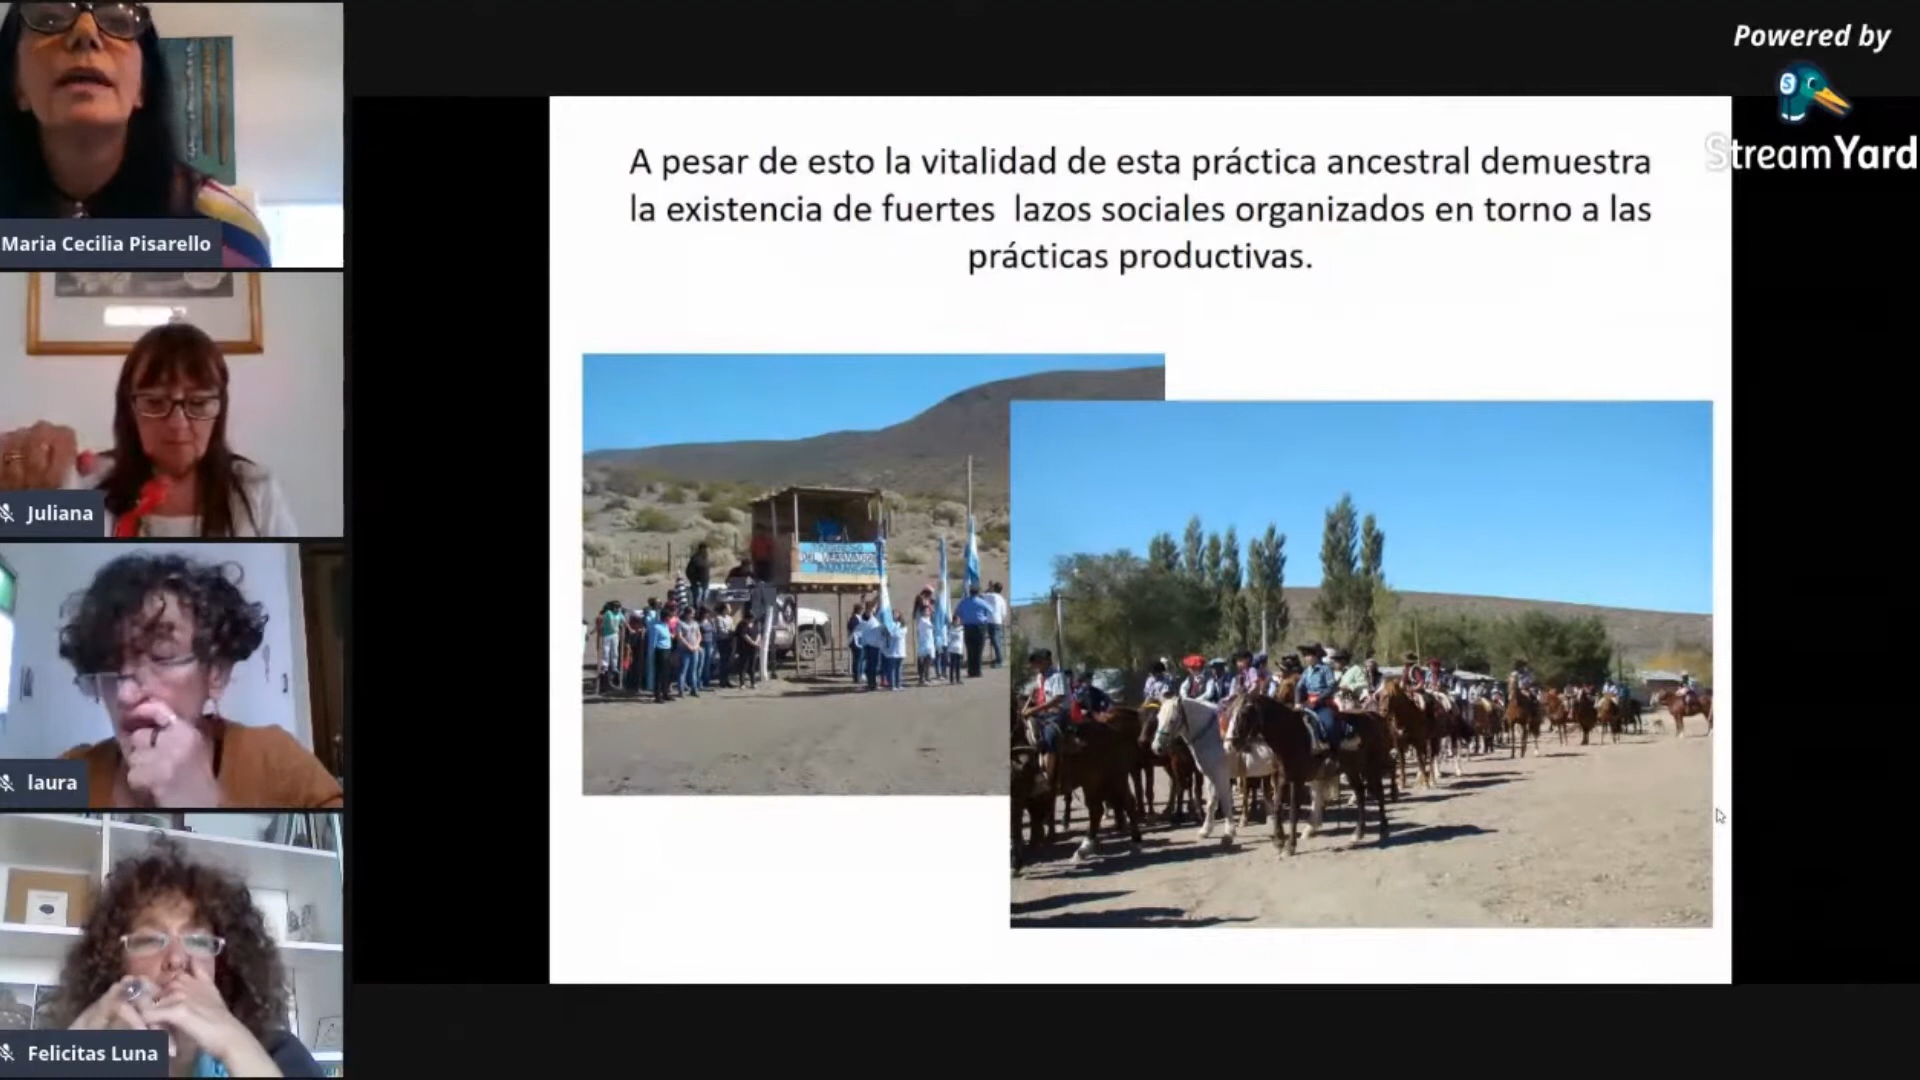 Powered by
StreamYard
A pesar de esto la vitalidad de esta práctica ancestral demuestra
la existencia de fuertes lazos sociales organizados en torno a las
prácticas productivas.
Maria Cecilia Pisarello
Juliana
laura
Felicitas Luna